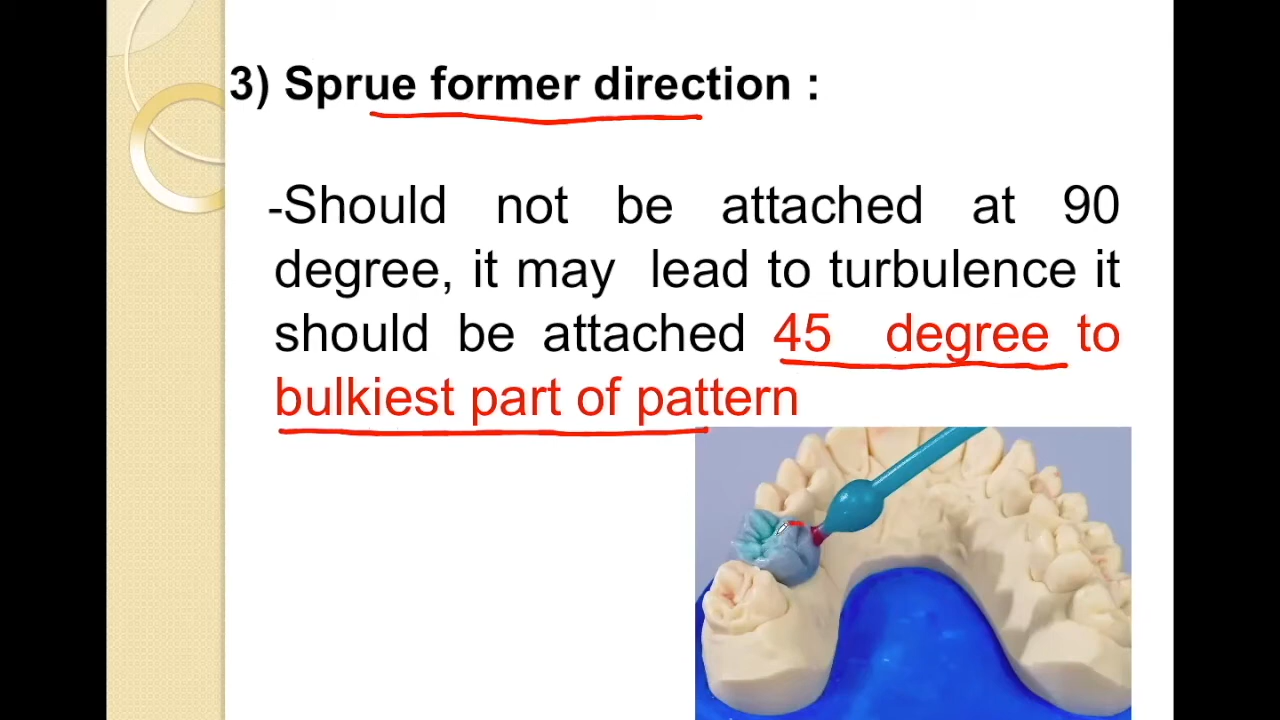 3) Sprue former direction :
-Should not be attached at 90
degree, it may lead to turbulence it
should be attached 45 degree to
bulkiest part of pattern